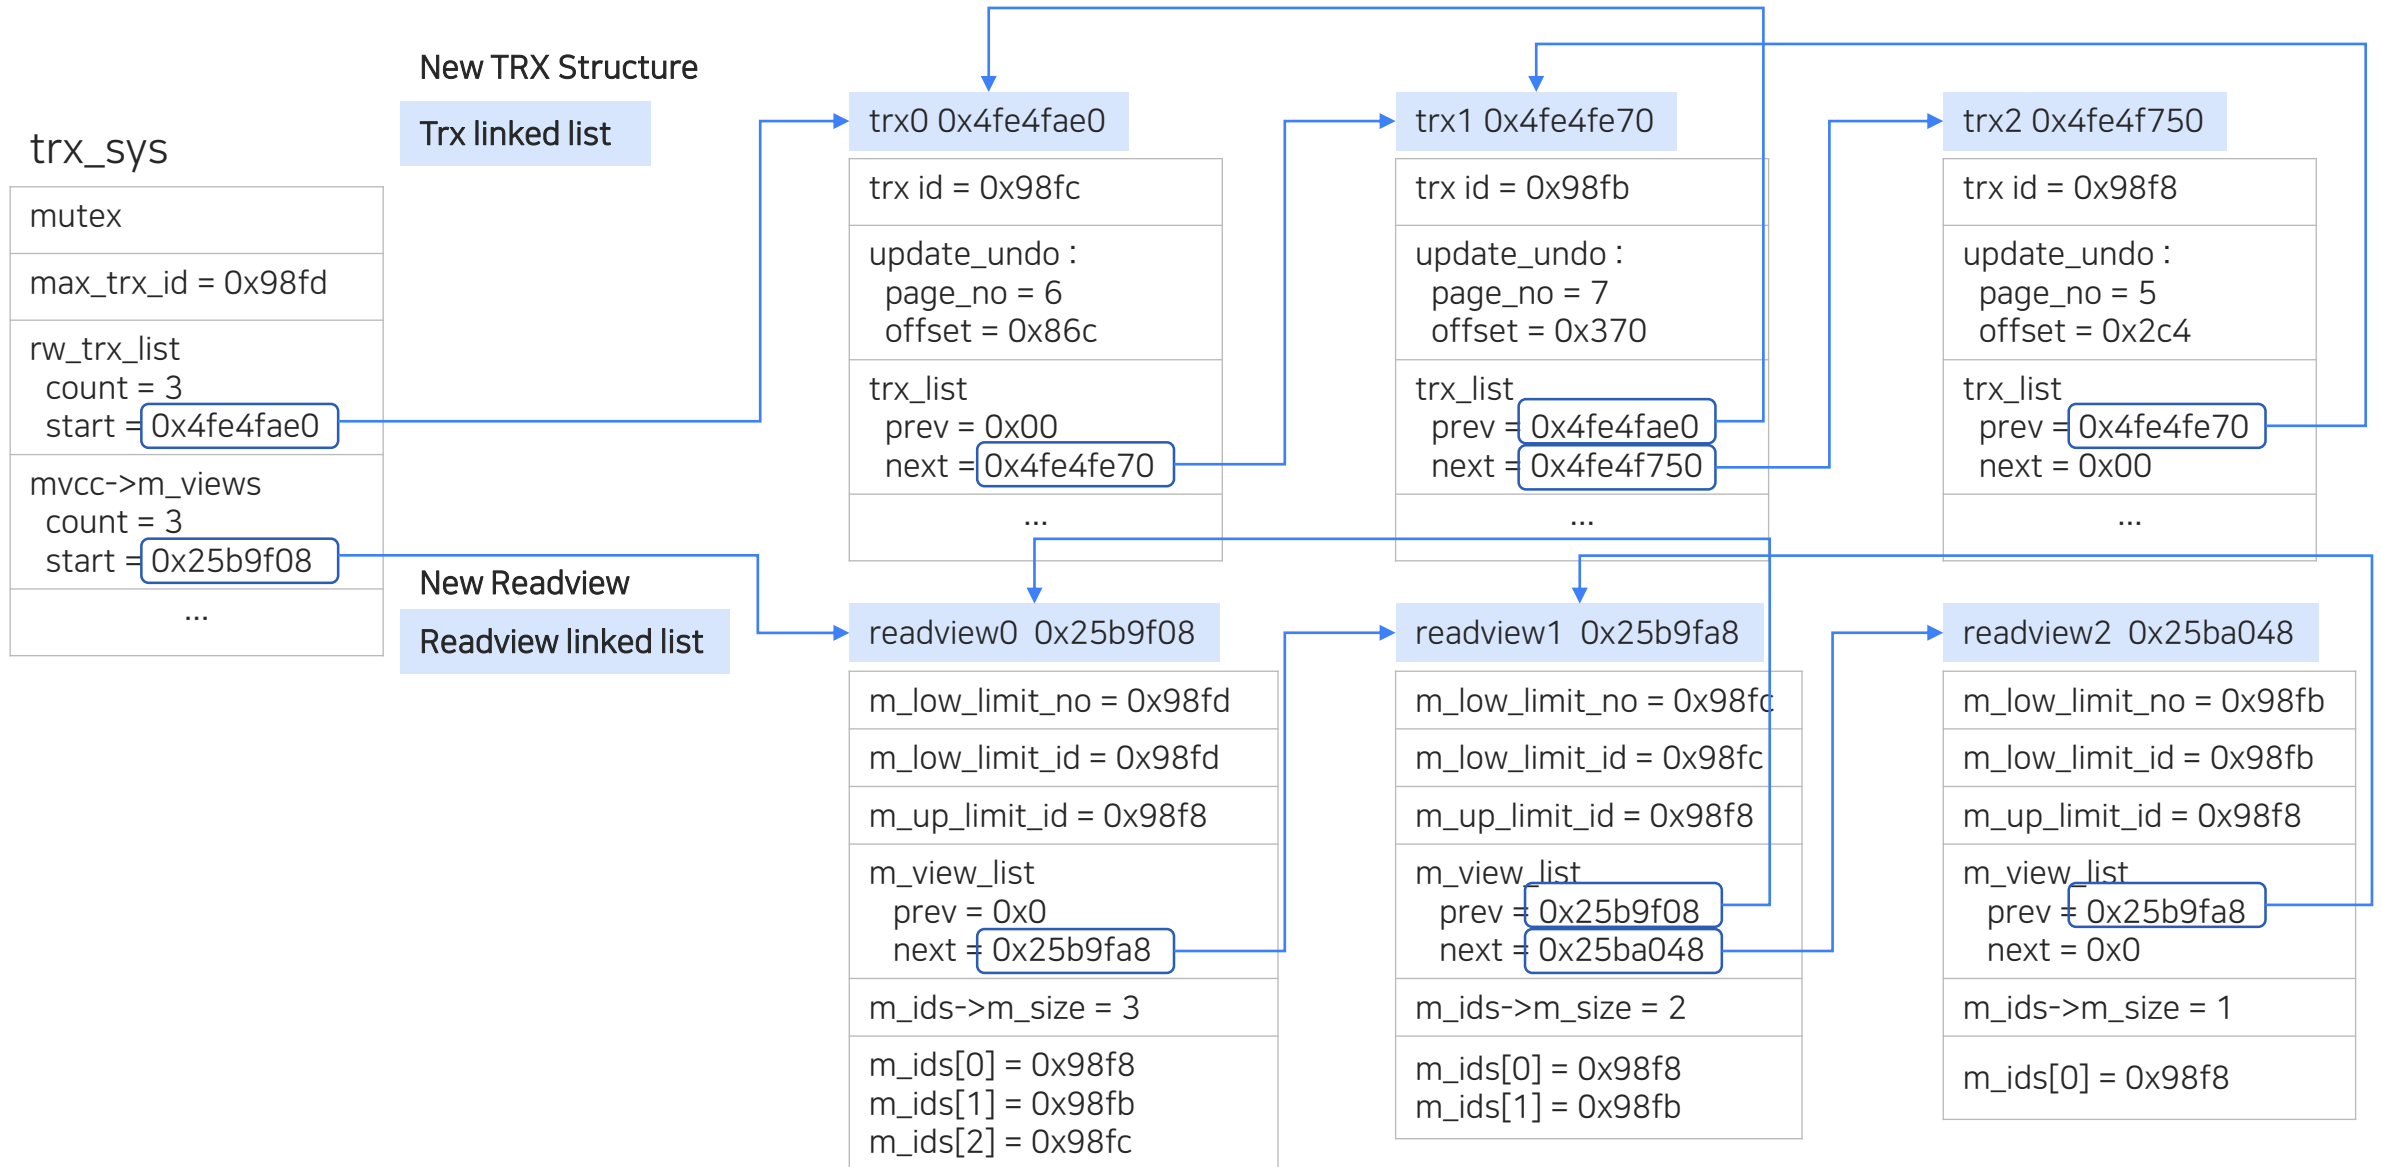 New TRX Structure
Trx linked list
trx_sys
mutex
max_trx_id = 0x98fd
rw_trx_list
count = 3
start = 0x4fe4fae0
mvcc->m_views
count = 3
start = 0x25b9f08
...
trx0 0x4fe4fae0
trx id = 0x98fc
update_undo :
page_no = 6
offset = 0x86c
trx_list
prev = 0x00
next = 0x4fe4fe70
...
trx1 0x4fe4fe70
trx id = 0x98fb
update_undo :
page_no = 7
offset = 0x370
trx_list
prev = 0x4fe4fae0
next = 0x4fe4f750
...
trx2 0x4fe4f750
trx id = 0x98f8
update_undo :
page_no = 5
offset = 0x2c4
trx_list
prev = 0x4fe4fe70
next = 0x00
...
New Readview
Readview linked list
readview0 0x25b9f08
m_low_limit_no = 0x98fd
m_low_limit_id = 0x98fd
m_up_limit_id = 0x98f8
m_view_list
prev = 0x0
next = 0x25b9fa8
m_ids->m_size = 3
m_ids[0] = 0x98f8
m_ids[1] = 0x98fb
m_ids[2] = 0x98fc
readview1 0x25b9fa8
m_low_limit_no = 0x98fc
m_low_limit_id = 0x98fc
m_up_limit_id = 0x98f8
m_view_list
prev = 0x25b9f08
next = 0x25ba048
m_ids->m_size = 2
m_ids[0] = 0x98f8
m_ids[1] = 0x98fb
readview2 0x25ba048
m_low_limit_no = 0x98fb
m_low_limit_id = 0x98fb
m_up_limit_id = 0x98f8
m_view_list
prev = 0x25b9fa8
next = 0x0
m_ids->m_size = 1
m_ids[0] = 0x98f8